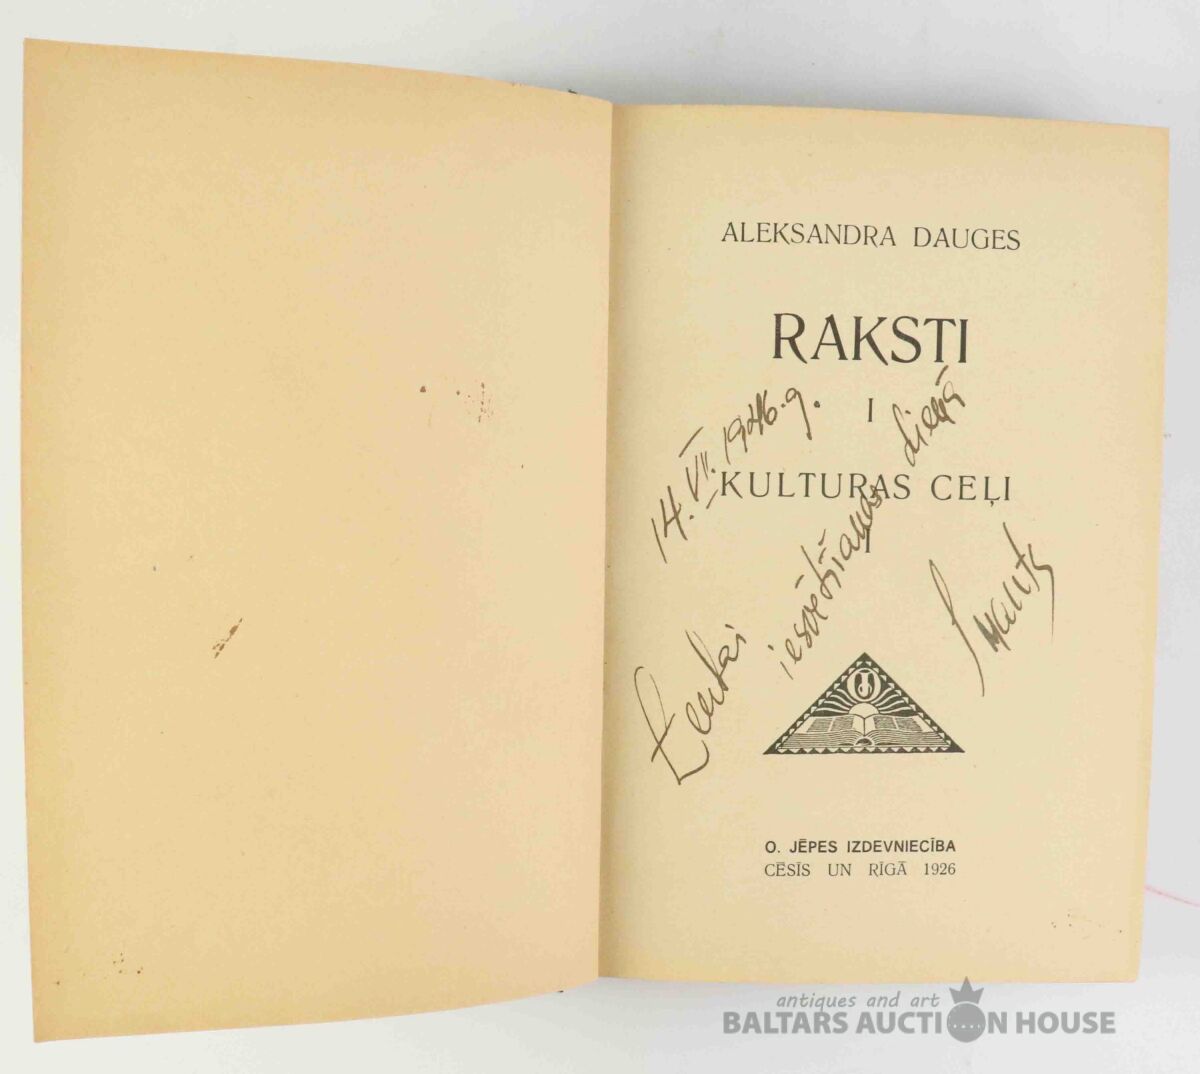 ALEKSANDRA DAUGES
RAKSTI
I
KULTURAS CEĻI
I
14. VII. 1946. g.
iesvētīšanas dienā
O. JĒPES IZDEVNIECĪBA
CĒSĪS UN RĪGĀ 1926
antiques and art
BALTARS AUCTION HOUSE